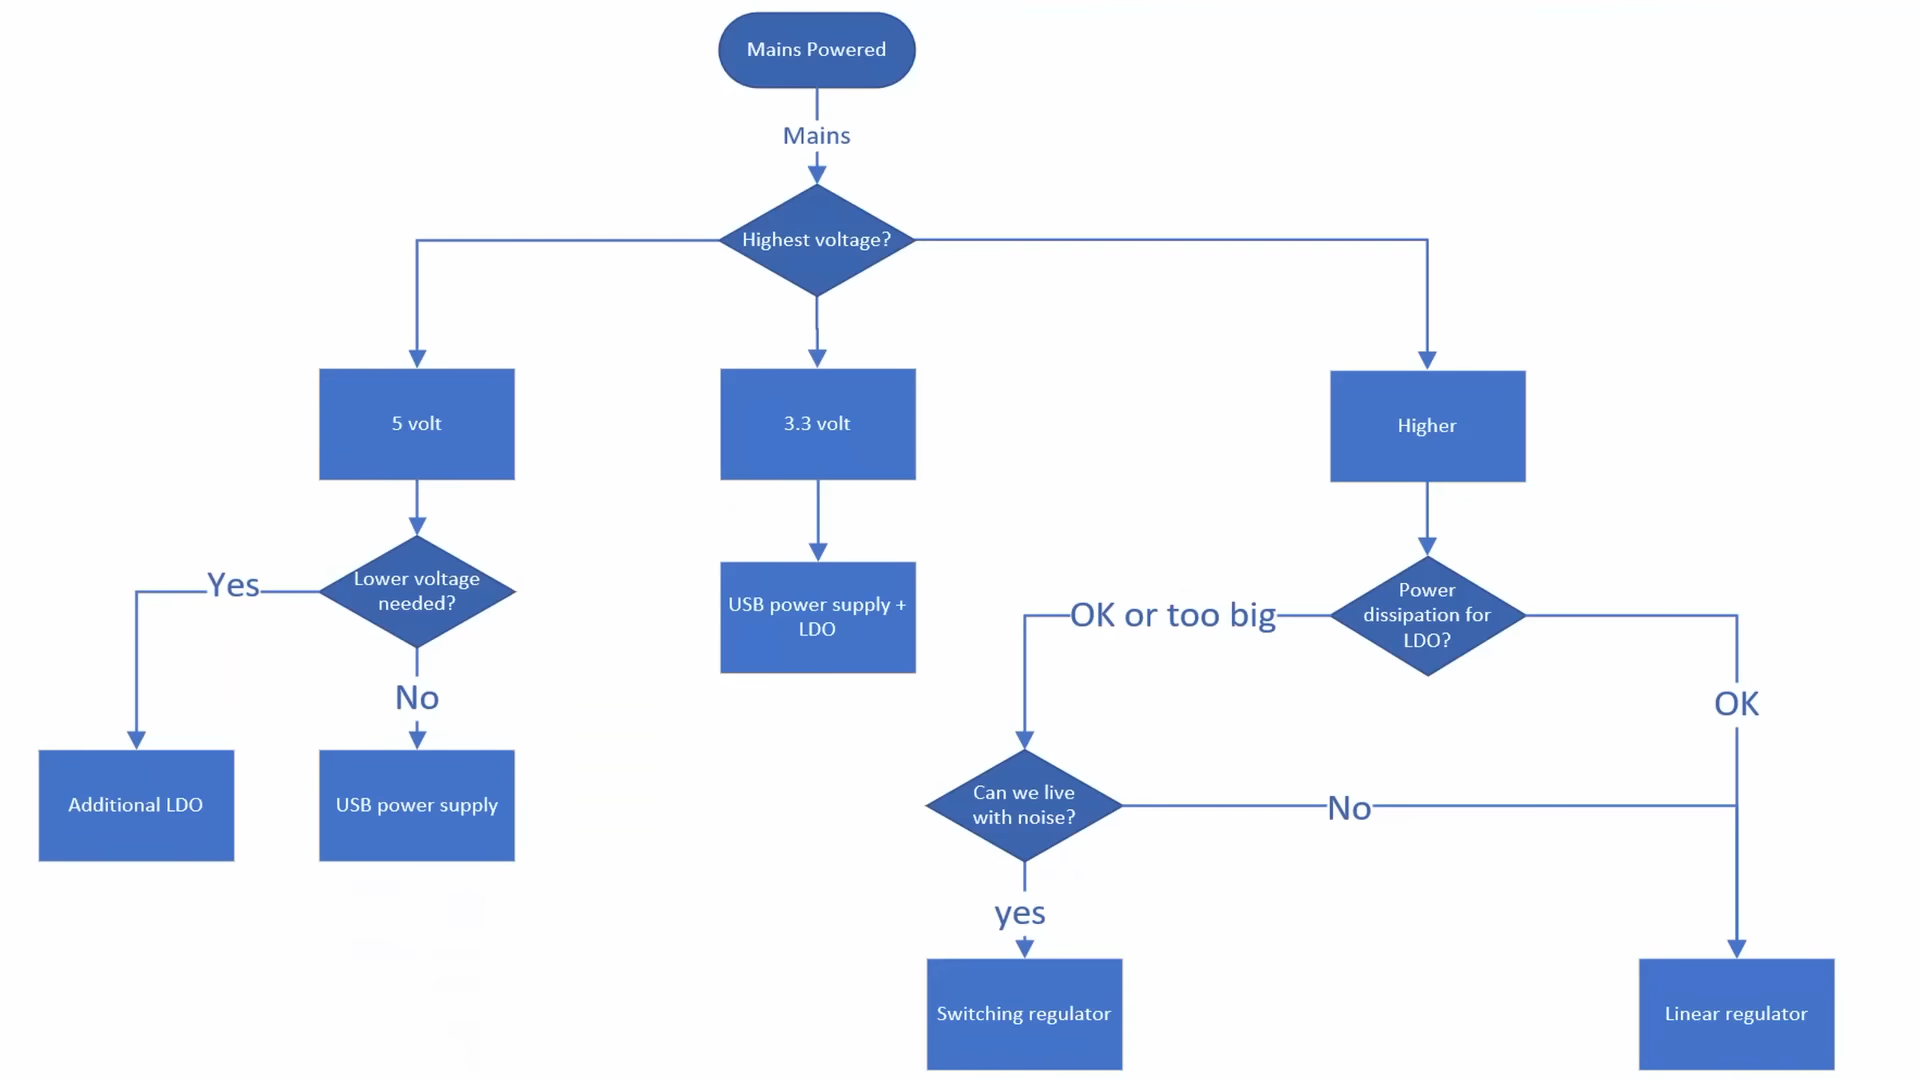 Mains Powered
Mains
Highest voltage?
5 volt
3.3 volt
Higher
Lower voltage
needed?
Yes
No
USB power supply +
LDO
Power
dissipation for
LDO?
OK or too big
OK
Additional LDO
USB power supply
Can we live
with noise?
No
yes
Switching regulator
Linear regulator